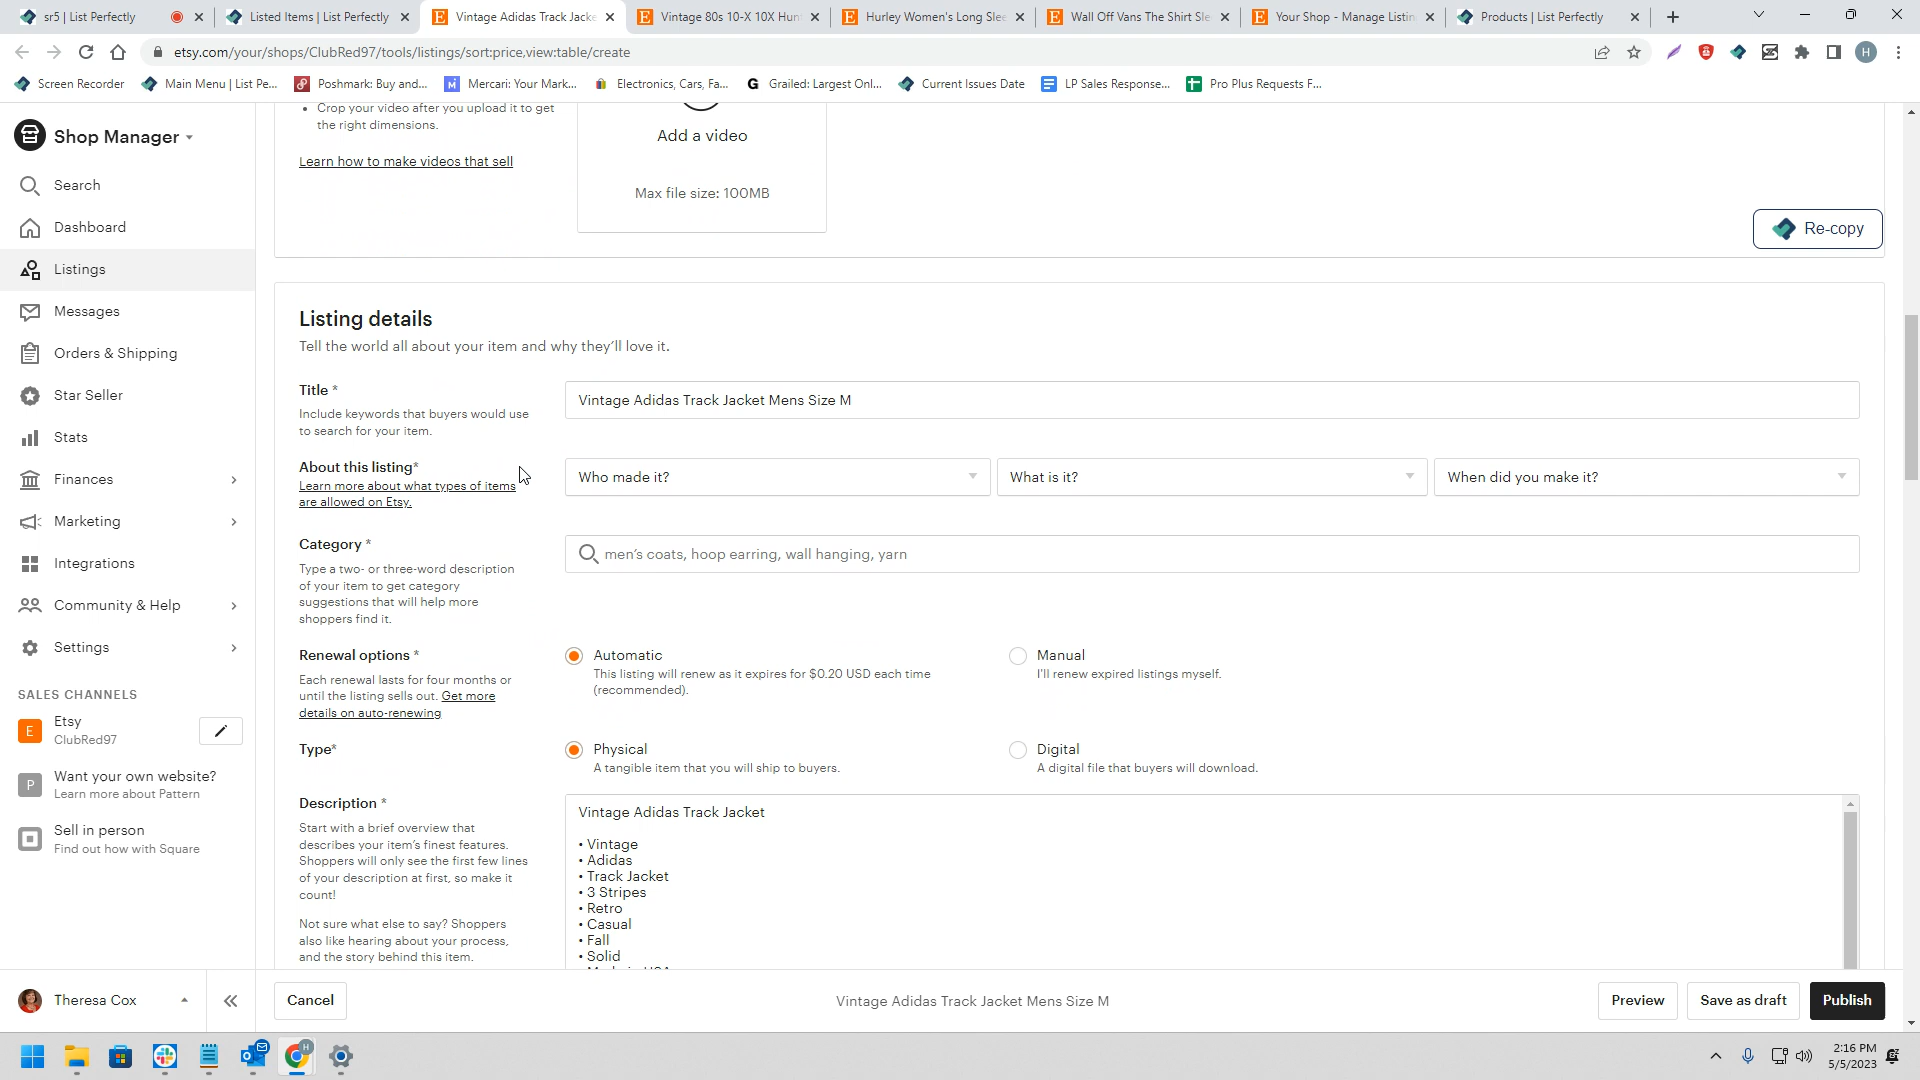 sr5 | List Perfectly
Listed Items | List Perfectly
Vintage Adidas Track Jacke
Vintage 80s 10-X 10X Hun
Hurley Women's Long Slee
Wall Off Vans The Shirt Sle
Your Shop - Manage Listin
Products | List Perfectly
etsy.com/your/shops/ClubRed97/tools/listings/sort:price,view:table/create
H
Screen Recorder
Main Menu | List Pe...
Poshmark: Buy and...
Mercari: Your Mark...
Electronics, Cars, Fa...
Grailed: Largest Onl...
Current Issues Date
LP Sales Response...
Pro Plus Requests F...
Shop Manager
Search
Dashboard
Listings
Messages
Orders & Shipping
Star Seller
Stats
Finances
Marketing
Integrations
Community & Help
Settings
SALES CHANNELS
E
Etsy
ClubRed97
P
Want your own website?
Learn more about Pattern
Sell in person
Find out how with Square
Theresa Cox
• Crop your video after you upload it to get
the right dimensions.
Learn how to make videos that sell
Add a video
Max file size: 100MB
Re-copy
Listing details
Tell the world all about your item and why they'll love it.
Title *
Include keywords that buyers would use
to search for your item.
Vintage Adidas Track Jacket Mens Size M
About this listing*
Learn more about what types of items
are allowed on Etsy.
Who made it?
What is it?
When did you make it?
Category *
Type a two- or three-word description
of your item to get category
suggestions that will help more
shoppers find it.
men's coats, hoop earring, wall hanging, yarn
Renewal options *
Each renewal lasts for four months or
until the listing sells out. Get more
details on auto-renewing
Automatic
This listing will renew as it expires for $0.20 USD each time
(recommended).
Manual
I'll renew expired listings myself.
Type*
Physical
A tangible item that you will ship to buyers.
Digital
A digital file that buyers will download.
Description *
Start with a brief overview that
describes your item's finest features.
Shoppers will only see the first few lines
of your description at first, so make it
count!
Not sure what else to say? Shoppers
also like hearing about your process,
and the story behind this item.
Vintage Adidas Track Jacket
• Vintage
• Adidas
• Track Jacket
• 3 Stripes
• Retro
• Casual
• Fall
• Solid
Cancel
Vintage Adidas Track Jacket Mens Size M
Preview
Save as draft
Publish
2:16 PM
5/5/2023